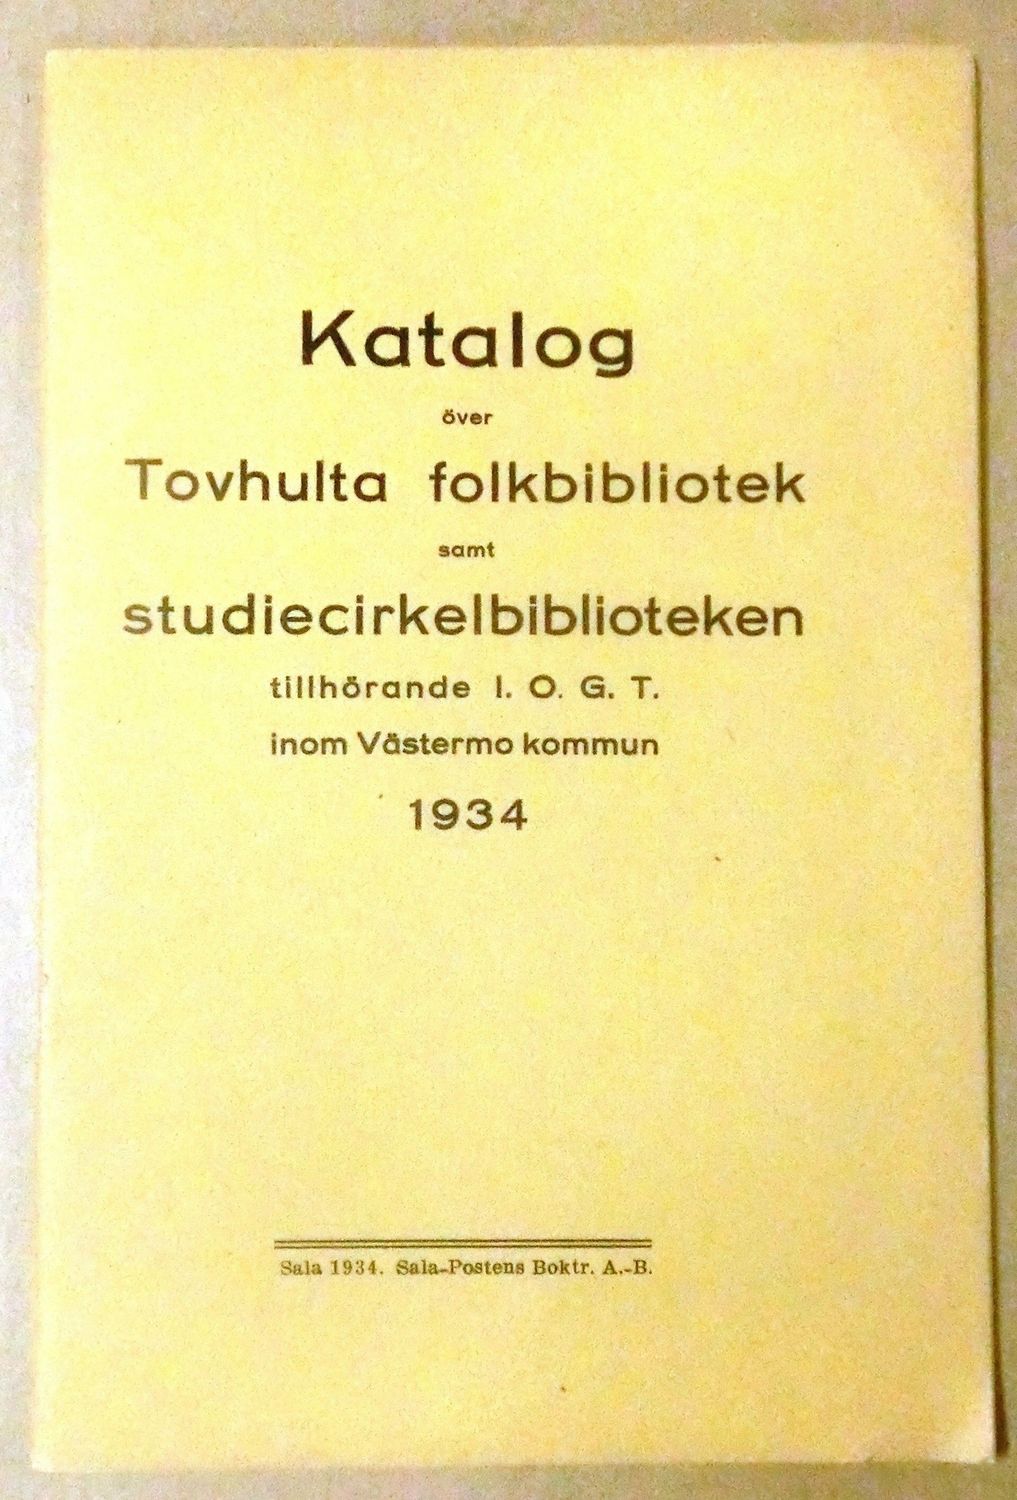 Katalog
över
Tovhulta folkbibliotek
samt
studiecirkelbiblioteken
tillhörande I. O. G. T.
inom Västermo kommun
1934
Sala 1934. Sala-Postens Boktr. A.-B.